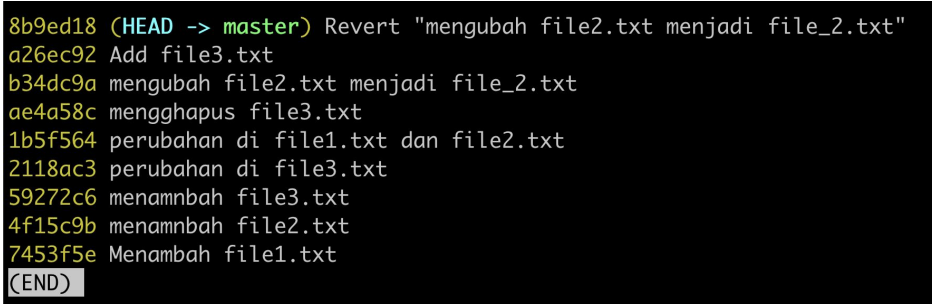 8b9ed18 (HEAD -> master) Revert "mengubah file2.txt menjadi file_2.txt"
a26ec92 Add file3.txt
b34dc9a mengubah file2.txt menjadi file_2.txt
ae4a58c mengghapus file3.txt
1b5f564 perubahan di file1.txt dan file2.txt
2118ac3 perubahan di file3.txt
59272c6 menamnbah file3.txt
4f15c9b menamnbah file2.txt
7453f5e Menambah file1.txt
(END)